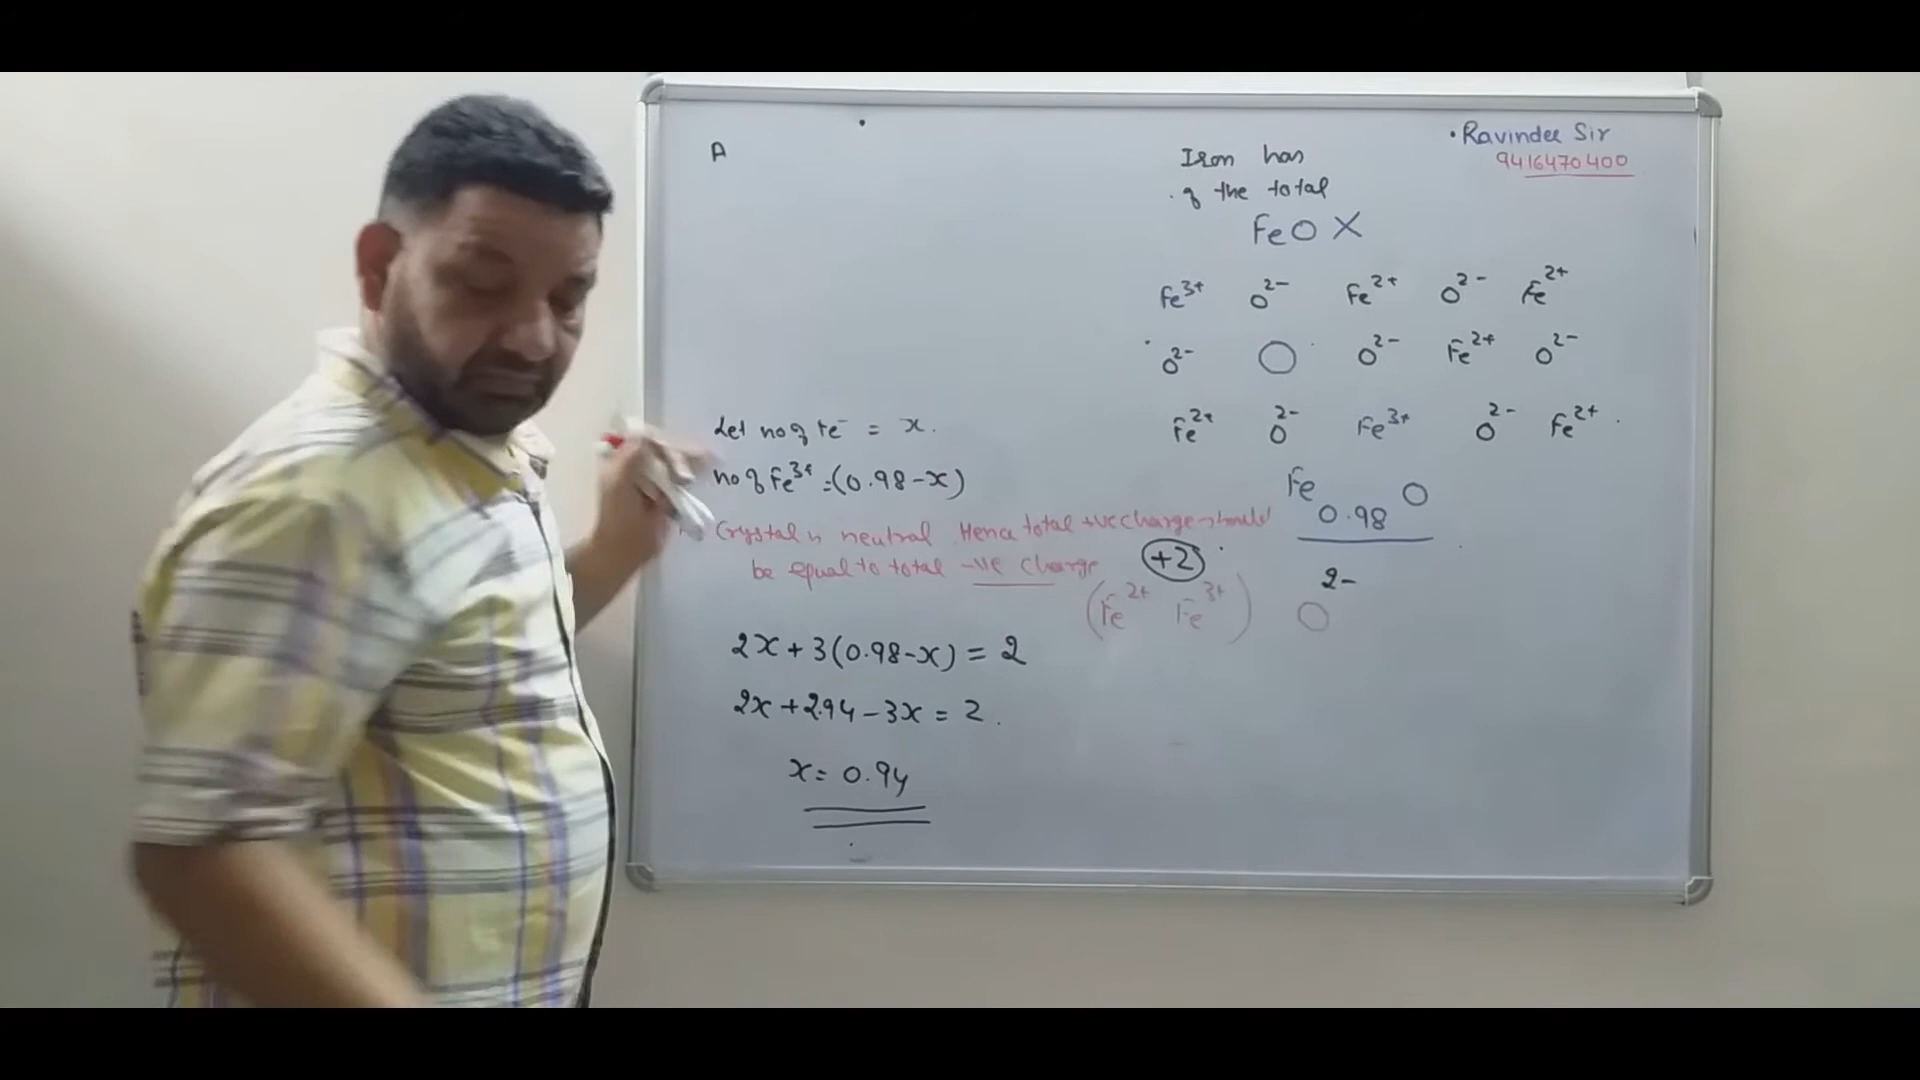 A
Iron has
of the total
FeO X
• Ravinder Sir
9416470400
Fe3+ O2- Fe2+ O2- Fe2+
O2- O O2- Fe2+ O2-
Fe2+ O2- Fe3+ O2- Fe2+
Fe0.98O
2-
O
Let no of Fe = x.
no of Fe3+ = (0.98-x)
Crystal is neutral Hence total +ve charge should
be equal to total -ve charge
+2
(Fe2+ Fe3+)
2x+3(0.98-x) = 2
2x+2.94-3x = 2.
x= 0.94